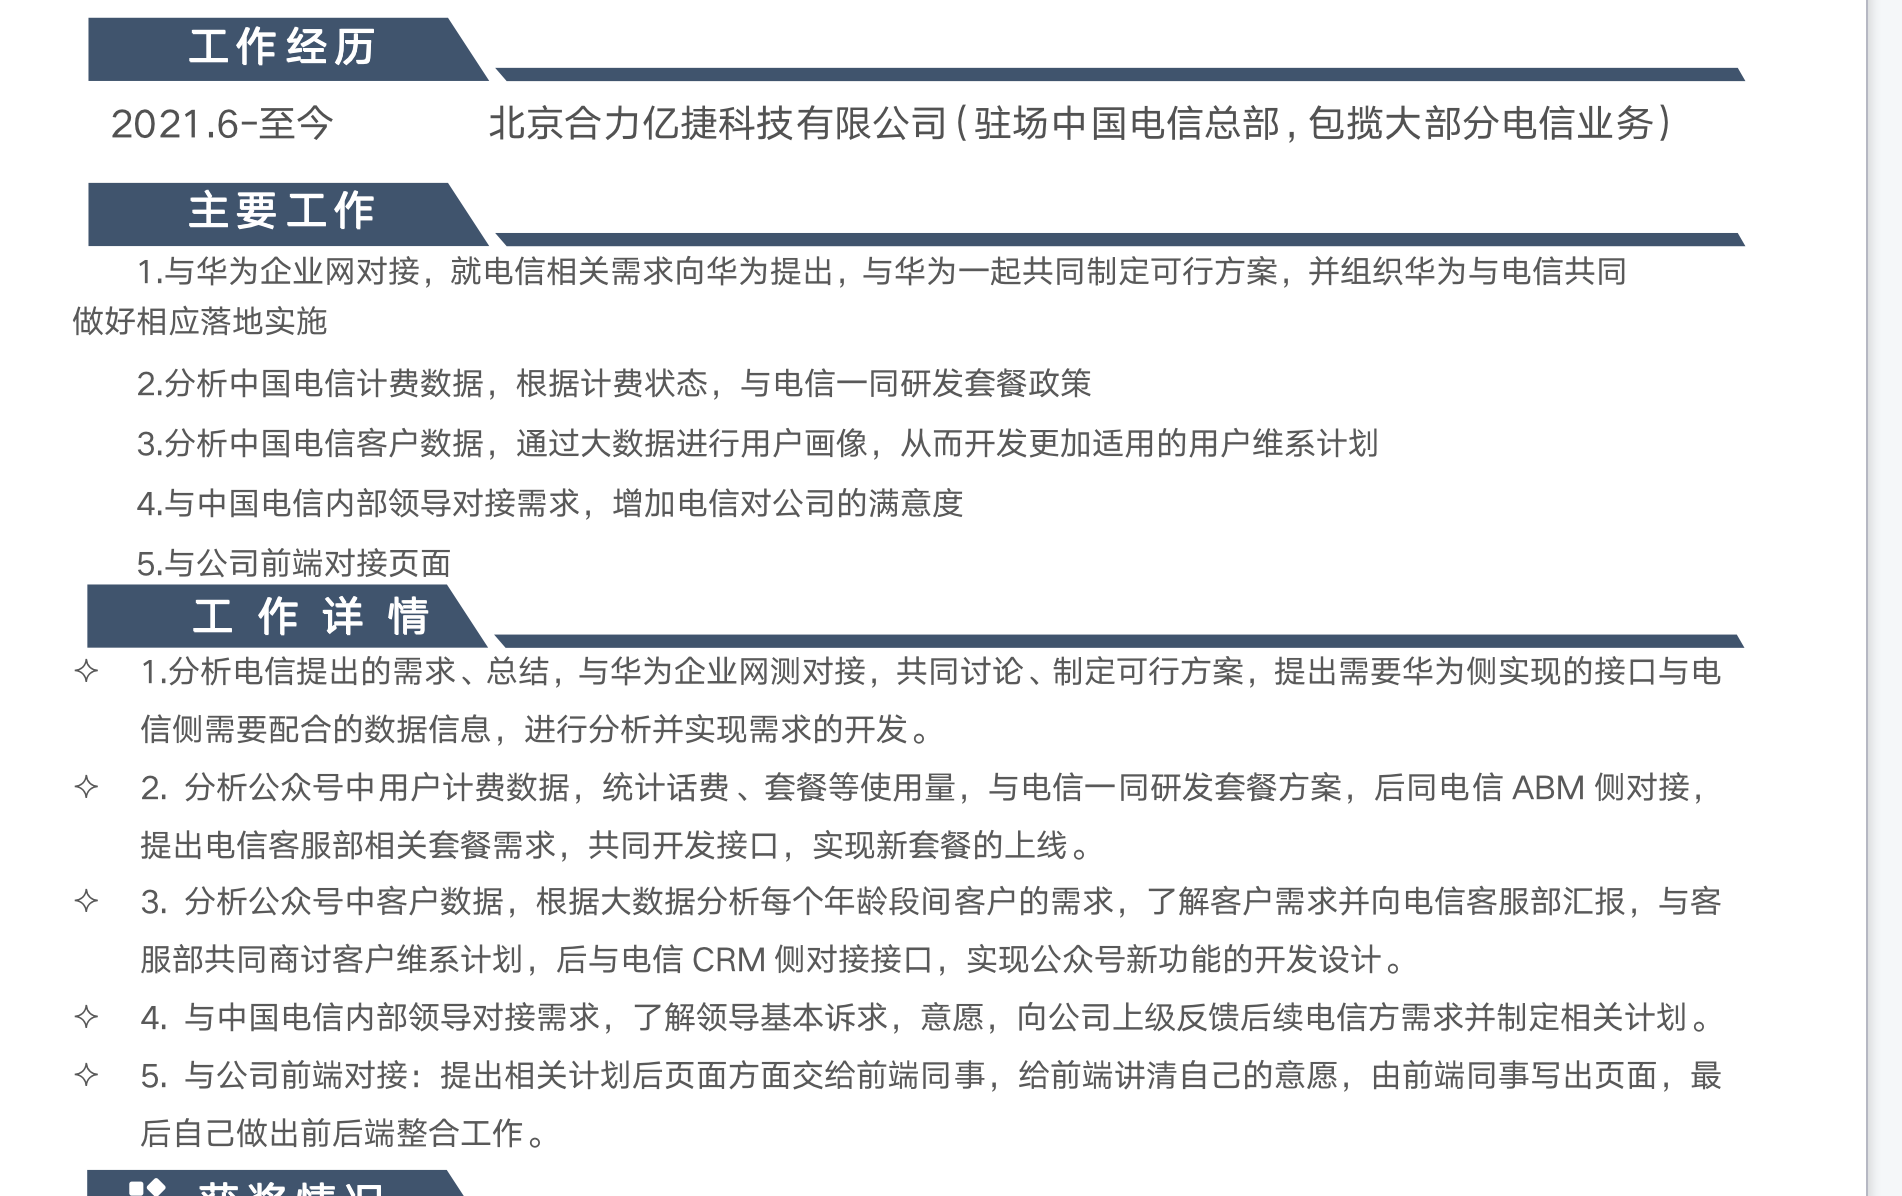 工作经历
2021.6-至今 北京合力亿捷科技有限公司(驻场中国电信总部,包揽大部分电信业务)
主要工作
1.与华为企业网对接，就电信相关需求向华为提出，与华为一起共同制定可行方案，并组织华为与电信共同
做好相应落地实施
2.分析中国电信计费数据，根据计费状态，与电信一同研发套餐政策
3.分析中国电信客户数据，通过大数据进行用户画像，从而开发更加适用的用户维系计划
4.与中国电信内部领导对接需求，增加电信对公司的满意度
5.与公司前端对接页面
工作详情
1.分析电信提出的需求、总结，与华为企业网测对接，共同讨论、制定可行方案，提出需要华为侧实现的接口与电
信侧需要配合的数据信息，进行分析并实现需求的开发。
2. 分析公众号中用户计费数据，统计话费、套餐等使用量，与电信一同研发套餐方案，后同电信 ABM 侧对接，
提出电信客服部相关套餐需求，共同开发接口，实现新套餐的上线。
3. 分析公众号中客户数据，根据大数据分析每个年龄段间客户的需求，了解客户需求并向电信客服部汇报，与客
服部共同商讨客户维系计划，后与电信 CRM 侧对接接口，实现公众号新功能的开发设计。
4. 与中国电信内部领导对接需求，了解领导基本诉求，意愿，向公司上级反馈后续电信方需求并制定相关计划。
5. 与公司前端对接：提出相关计划后页面方面交给前端同事，给前端讲清自己的意愿，由前端同事写出页面，最
后自己做出前后端整合工作。
获奖情况